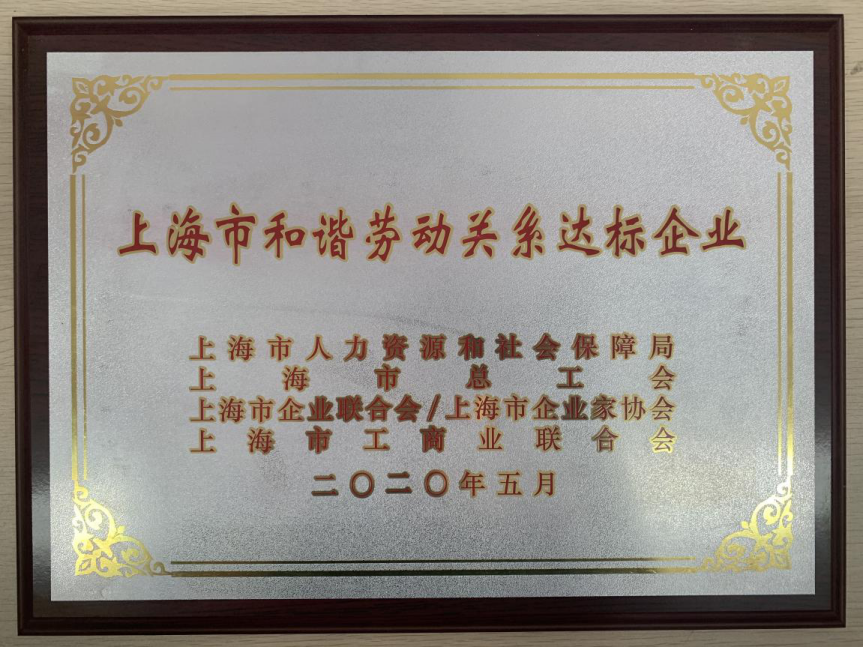 上海市和谐劳动关系达标企业
上海市人力资源和社会保障局
上海市总工会
上海市企业联合会/上海市企业家协会
上海市工商业联合会
二〇二〇年五月